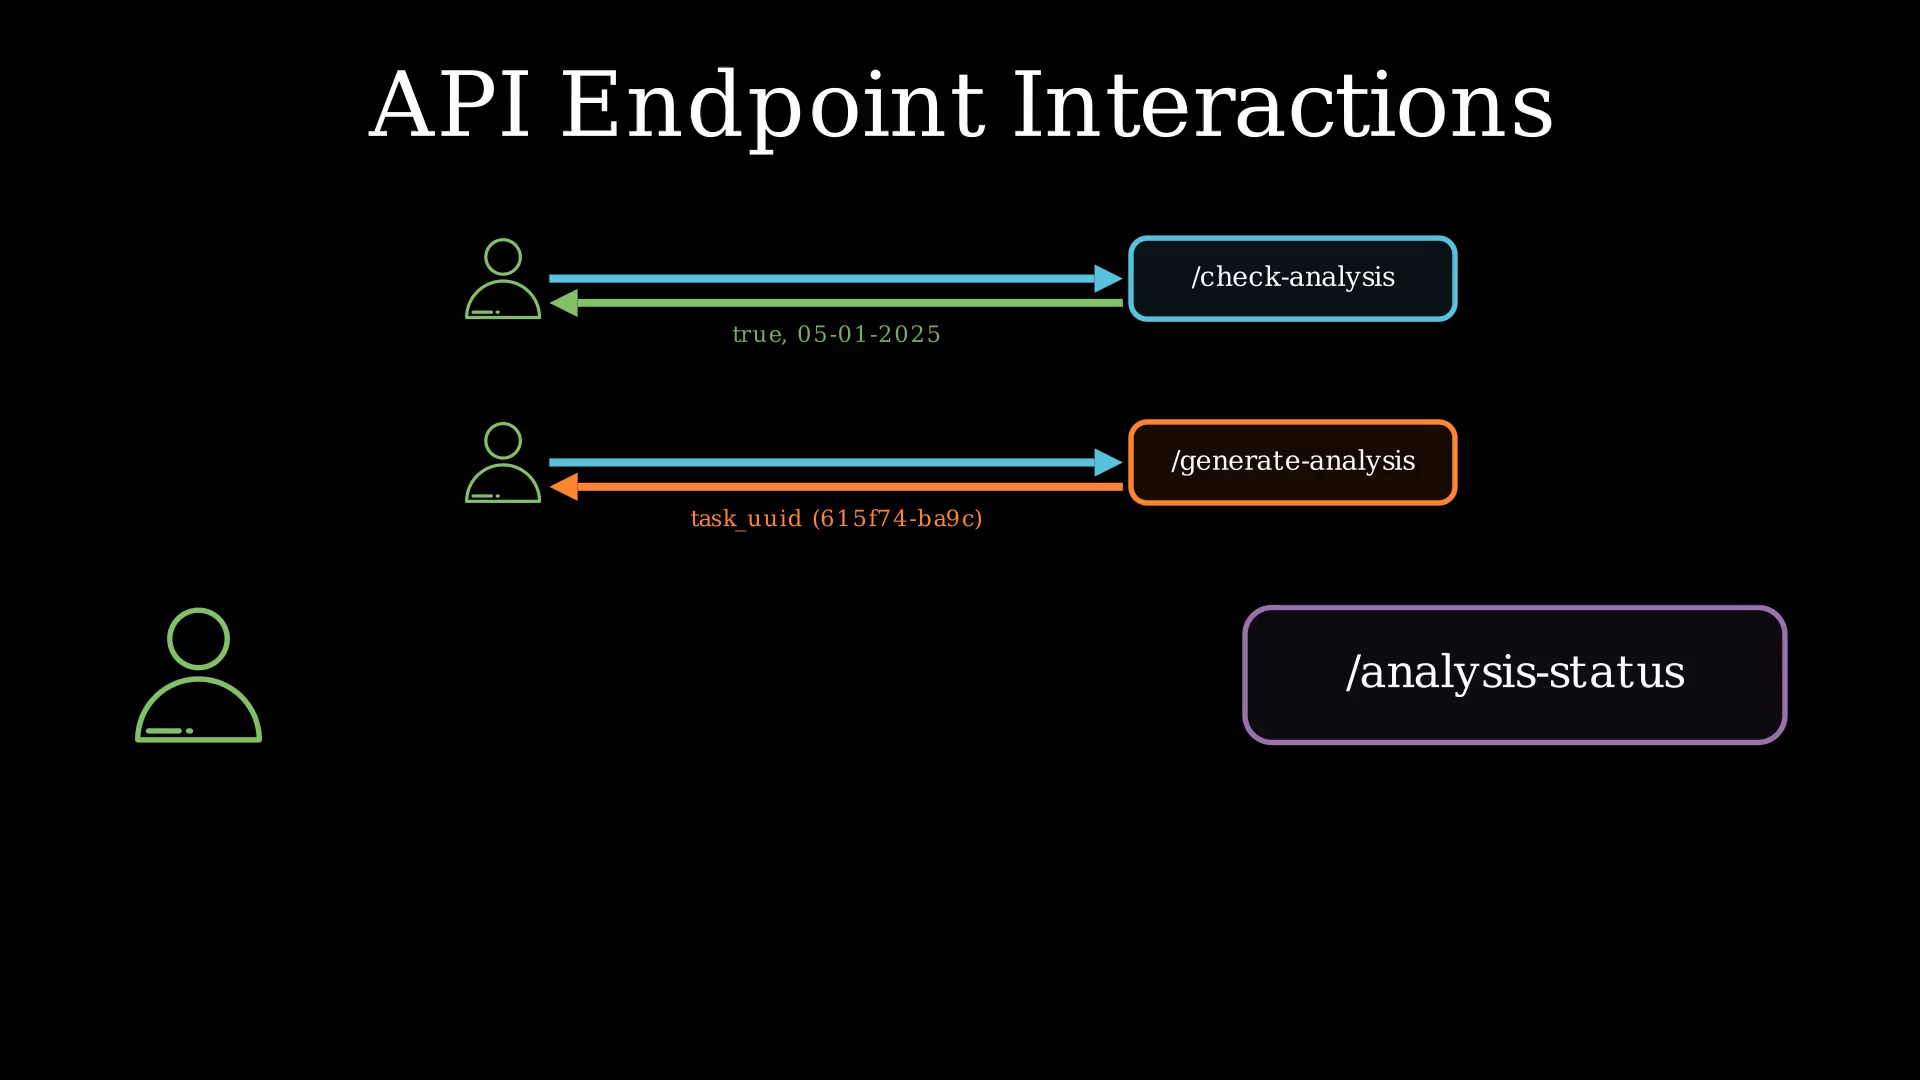 API Endpoint Interactions
/check-analysis
true, 05-01-2025
/generate-analysis
task_uuid (615f74-ba9c)
/analysis-status